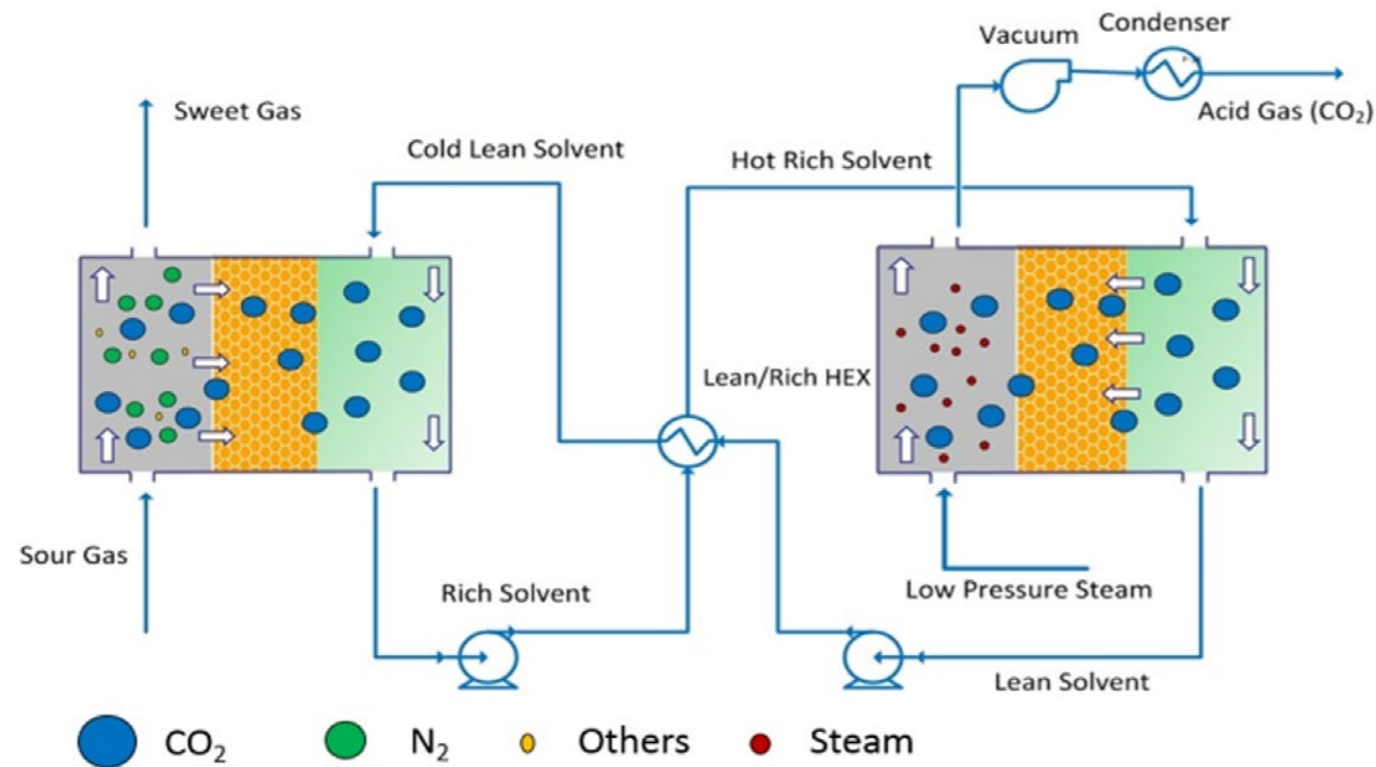 Vacuum
Condenser
Sweet Gas
Acid Gas (CO₂)
Cold Lean Solvent
Hot Rich Solvent
Lean/Rich HEX
Sour Gas
Rich Solvent
Low Pressure Steam
Lean Solvent
CO₂
N₂
Others
Steam